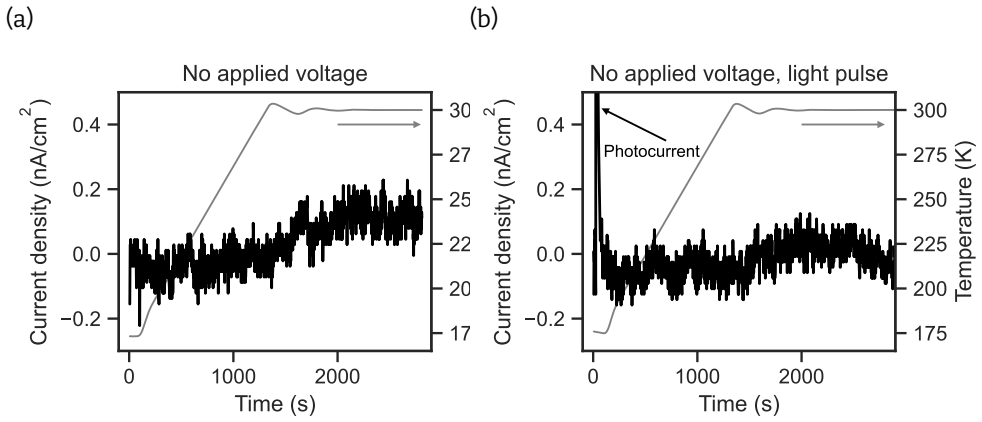 (a)
(b)
No applied voltage
No applied voltage, light pulse
Current density (nA/cm²)
0.4
0.2
0.0
−0.2
30
27
25
22
20
17
0
1000
2000
Time (s)
Current density (nA/cm²)
0.4
0.2
0.0
−0.2
Photocurrent
300
275
250
225
200
175
Temperature (K)
0
1000
2000
Time (s)